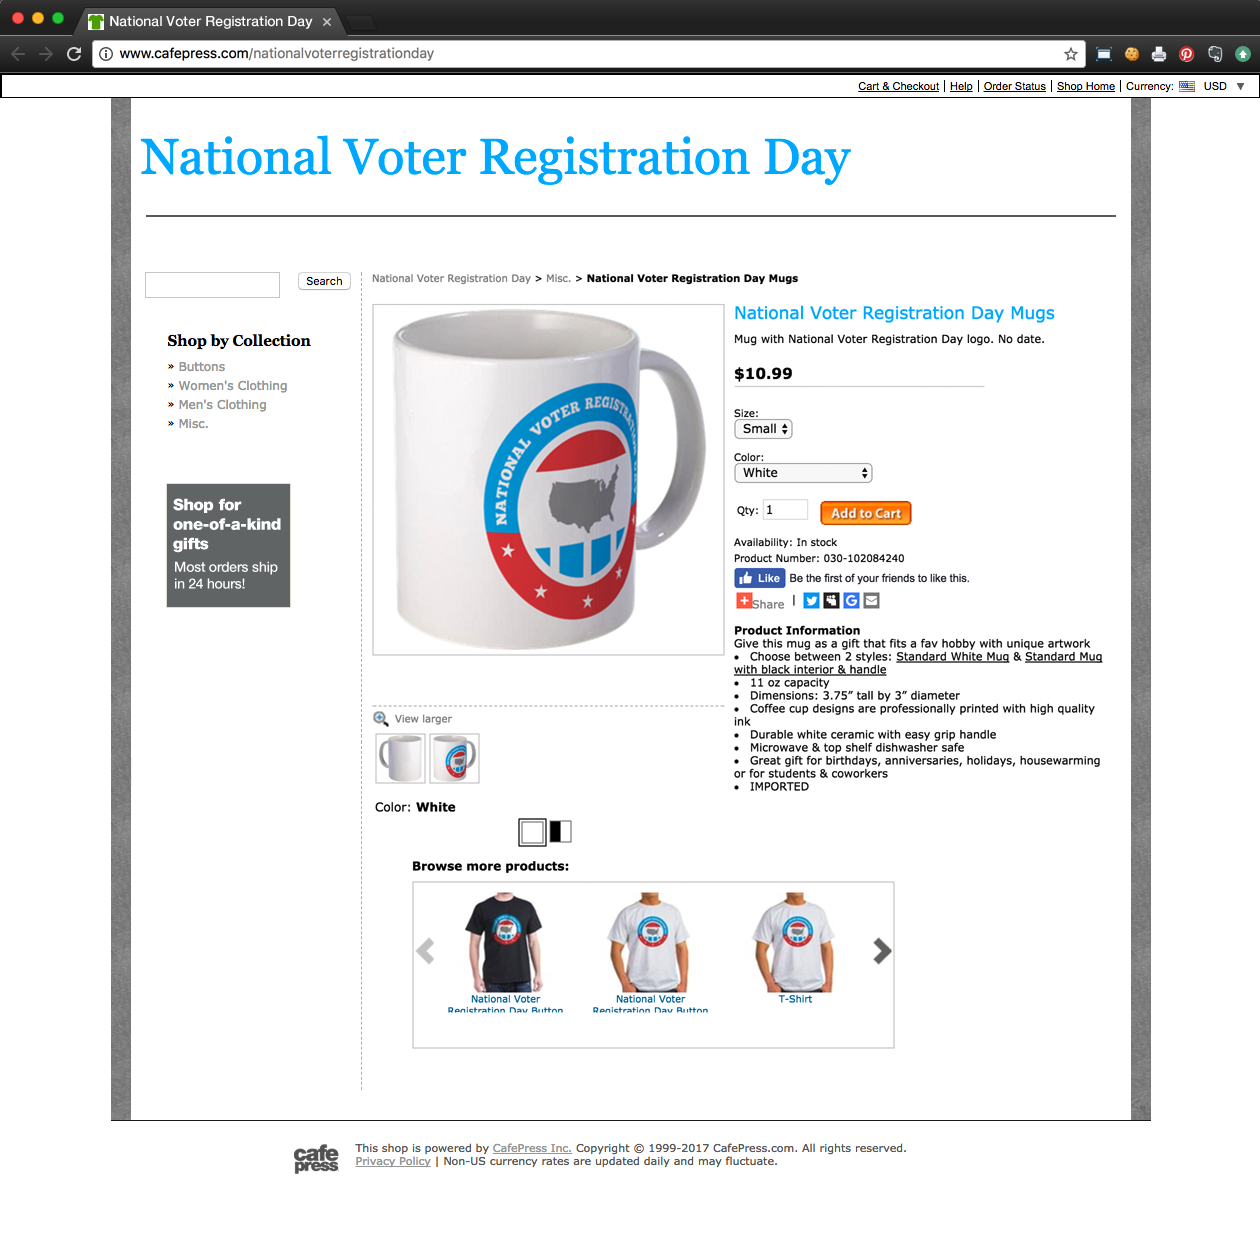 National Voter Registration Day
www.cafepress.com/nationalvoterregistrationday
Cart & Checkout | Help | Order Status | Shop Home | Currency: USD ▼
National Voter Registration Day
Search
National Voter Registration Day > Misc. > National Voter Registration Day Mugs
Shop by Collection
» Buttons
» Women's Clothing
» Men's Clothing
» Misc.
Shop for
one-of-a-kind
gifts
Most orders ship
in 24 hours!
NATIONAL VOTER REGISTRATION
National Voter Registration Day Mugs
Mug with National Voter Registration Day logo. No date.
$10.99
Size:
Small
Color:
White
Qty: 1 Add to Cart
Availability: In stock
Product Number: 030-102084240
Like Be the first of your friends to like this.
Share |
Product Information
Give this mug as a gift that fits a fav hobby with unique artwork
• Choose between 2 styles: Standard White Mug & Standard Mug
with black interior & handle
• 11 oz capacity
• Dimensions: 3.75” tall by 3” diameter
• Coffee cup designs are professionally printed with high quality
ink
• Durable white ceramic with easy grip handle
• Microwave & top shelf dishwasher safe
• Great gift for birthdays, anniversaries, holidays, housewarming
or for students & coworkers
• IMPORTED
View larger
Color: White
Browse more products:
National Voter
Registration Day Button
National Voter
Registration Day Button
T-Shirt
cafe
press
This shop is powered by CafePress Inc. Copyright © 1999-2017 CafePress.com. All rights reserved.
Privacy Policy | Non-US currency rates are updated daily and may fluctuate.